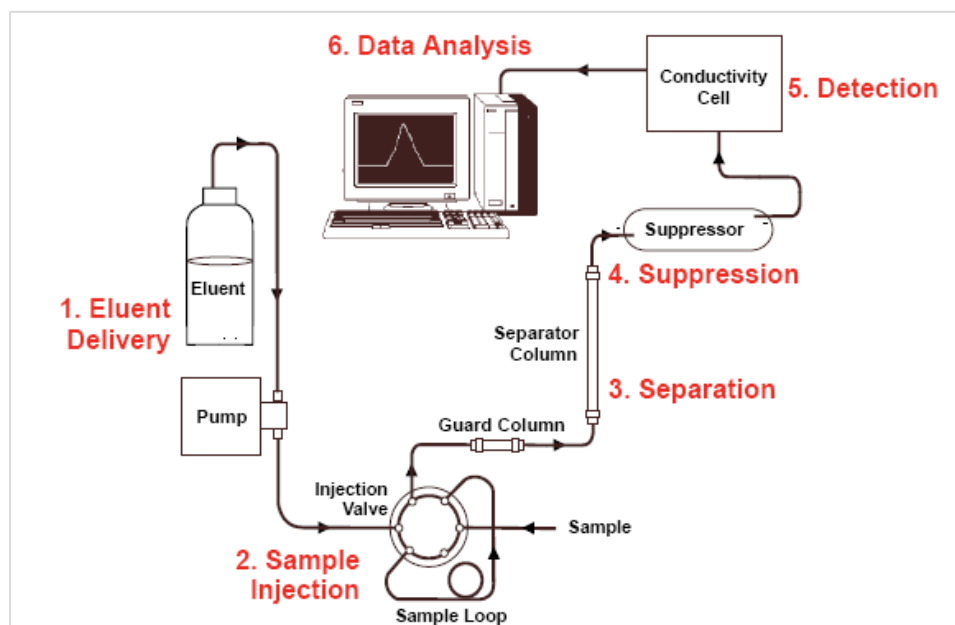 6. Data Analysis
Conductivity
Cell
5. Detection
Eluent
1. Eluent
Delivery
Suppressor
4. Suppression
Separator
Column
3. Separation
Pump
Guard Column
Injection
Valve
Sample
2. Sample
Injection
Sample Loop